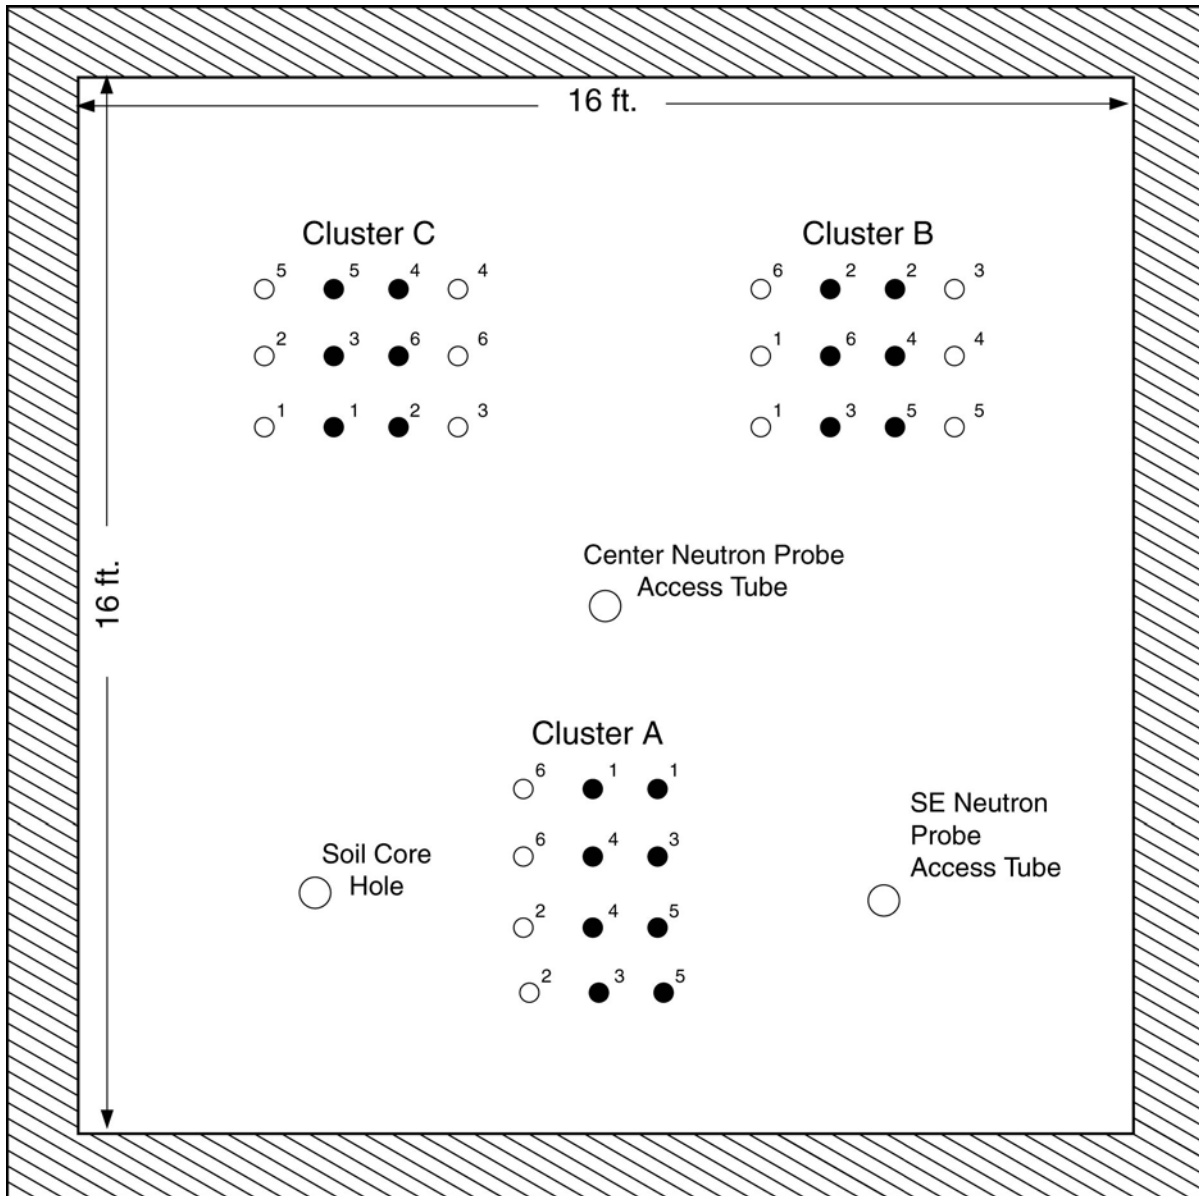 16 ft.
Cluster C
Cluster B
5 5 4 4
6 2 2 3
2 3 6 6
1 6 4 4
1 1 2 3
1 3 5 5
Center Neutron Probe
Access Tube
16 ft.
Cluster A
6 1 1
6 4 3
2 4 5
2 3 5
Soil Core
Hole
SE Neutron
Probe
Access Tube